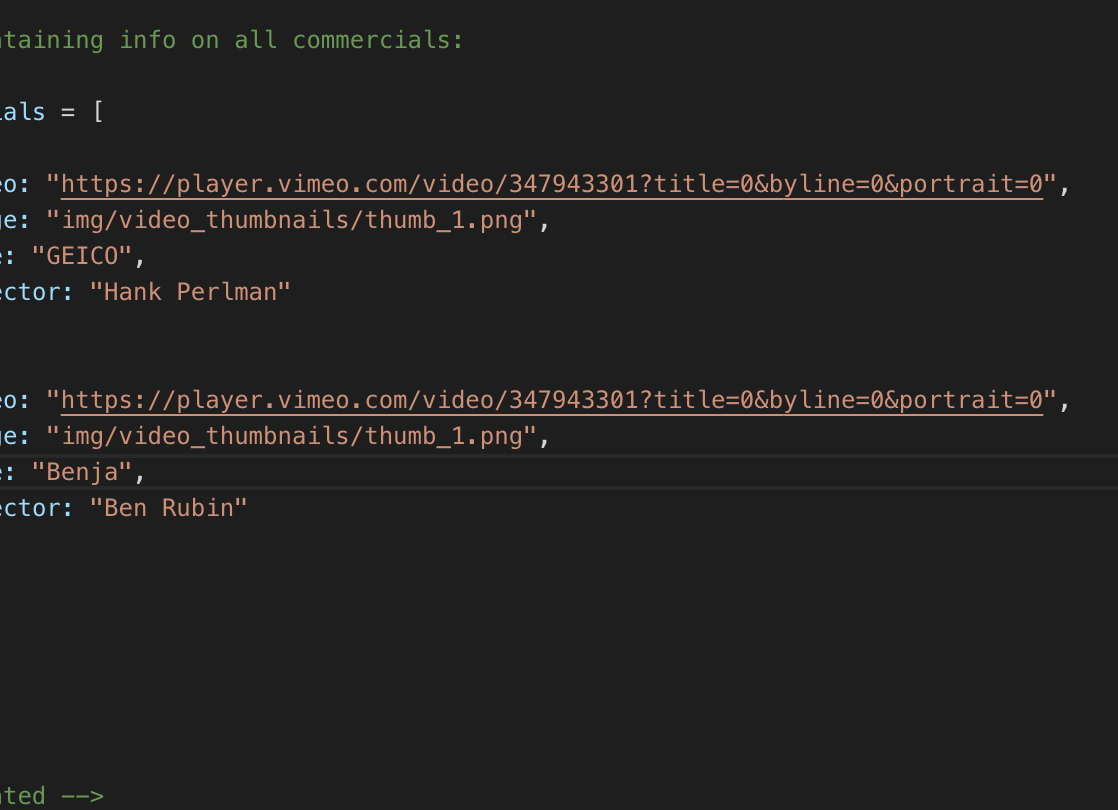 taining info on all commercials:
ials = [
eo: "https://player.vimeo.com/video/347943301?title=0&byline=0&portrait=0",
ge: "img/video_thumbnails/thumb_1.png",
e: "GEICO",
ector: "Hank Perlman"
eo: "https://player.vimeo.com/video/347943301?title=0&byline=0&portrait=0",
ge: "img/video_thumbnails/thumb_1.png",
e: "Benja",
ector: "Ben Rubin"
ted -->